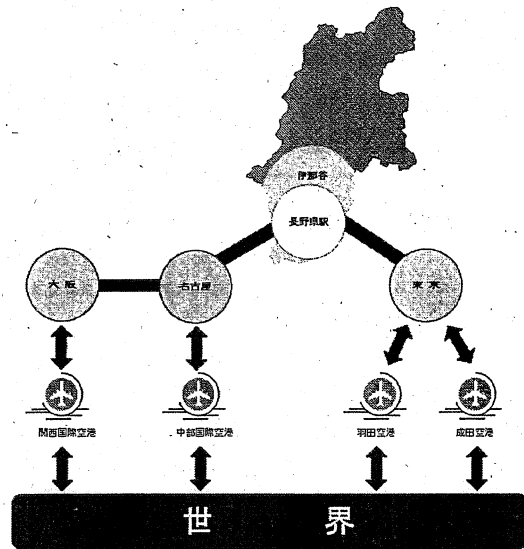 伊那谷
長野県駅
大阪
名古屋
東京
関西国際空港
中部国際空港
羽田空港
成田空港
世界